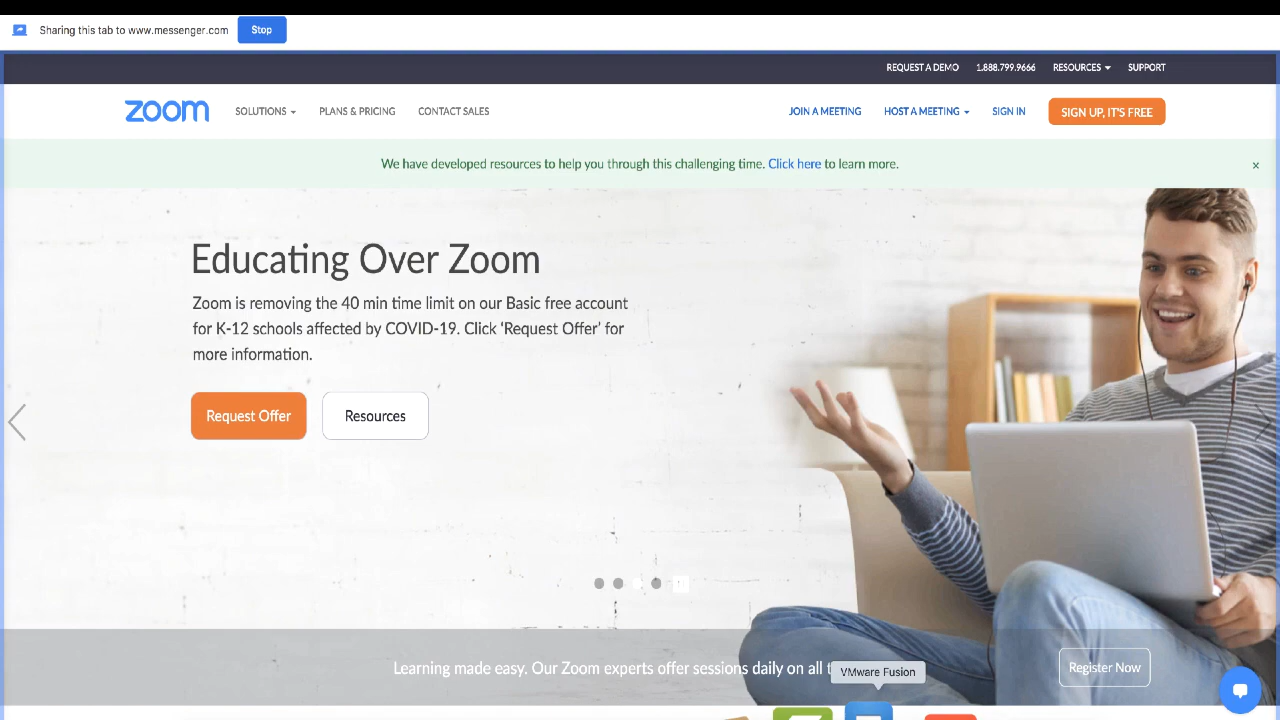 Sharing this tab to www.messenger.com Stop
REQUEST A DEMO 1.888.799.9666 RESOURCES SUPPORT
zoom SOLUTIONS PLANS & PRICING CONTACT SALES JOIN A MEETING HOST A MEETING SIGN IN SIGN UP, IT'S FREE
We have developed resources to help you through this challenging time. Click here to learn more. ×
Educating Over Zoom
Zoom is removing the 40 min time limit on our Basic free account
for K-12 schools affected by COVID-19. Click ‘Request Offer’ for
more information.
Request Offer Resources
Learning made easy. Our Zoom experts offer sessions daily on all
VMware Fusion
Register Now